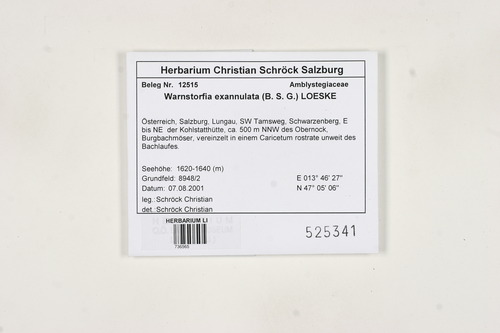 Herbarium Christian Schröck Salzburg
Beleg Nr. 12515 Amblystegiaceae
Warnstorfia exannulata (B. S. G.) LOESKE
Österreich, Salzburg, Lungau, SW Tamsweg, Schwarzenberg, E
bis NE der Kohlstatthütte, ca. 500 m NNW des Obernock,
Burgbachmöser, vereinzelt in einem Caricetum rostrate unweit des
Bachlaufes.
Seehöhe: 1620-1640 (m)
Grundfeld: 8948/2 E 013° 46' 27"
Datum: 07.08.2001 N 47° 05' 06"
leg.: Schröck Christian
det. Schröck Christian
HERBARIUM LI
525341